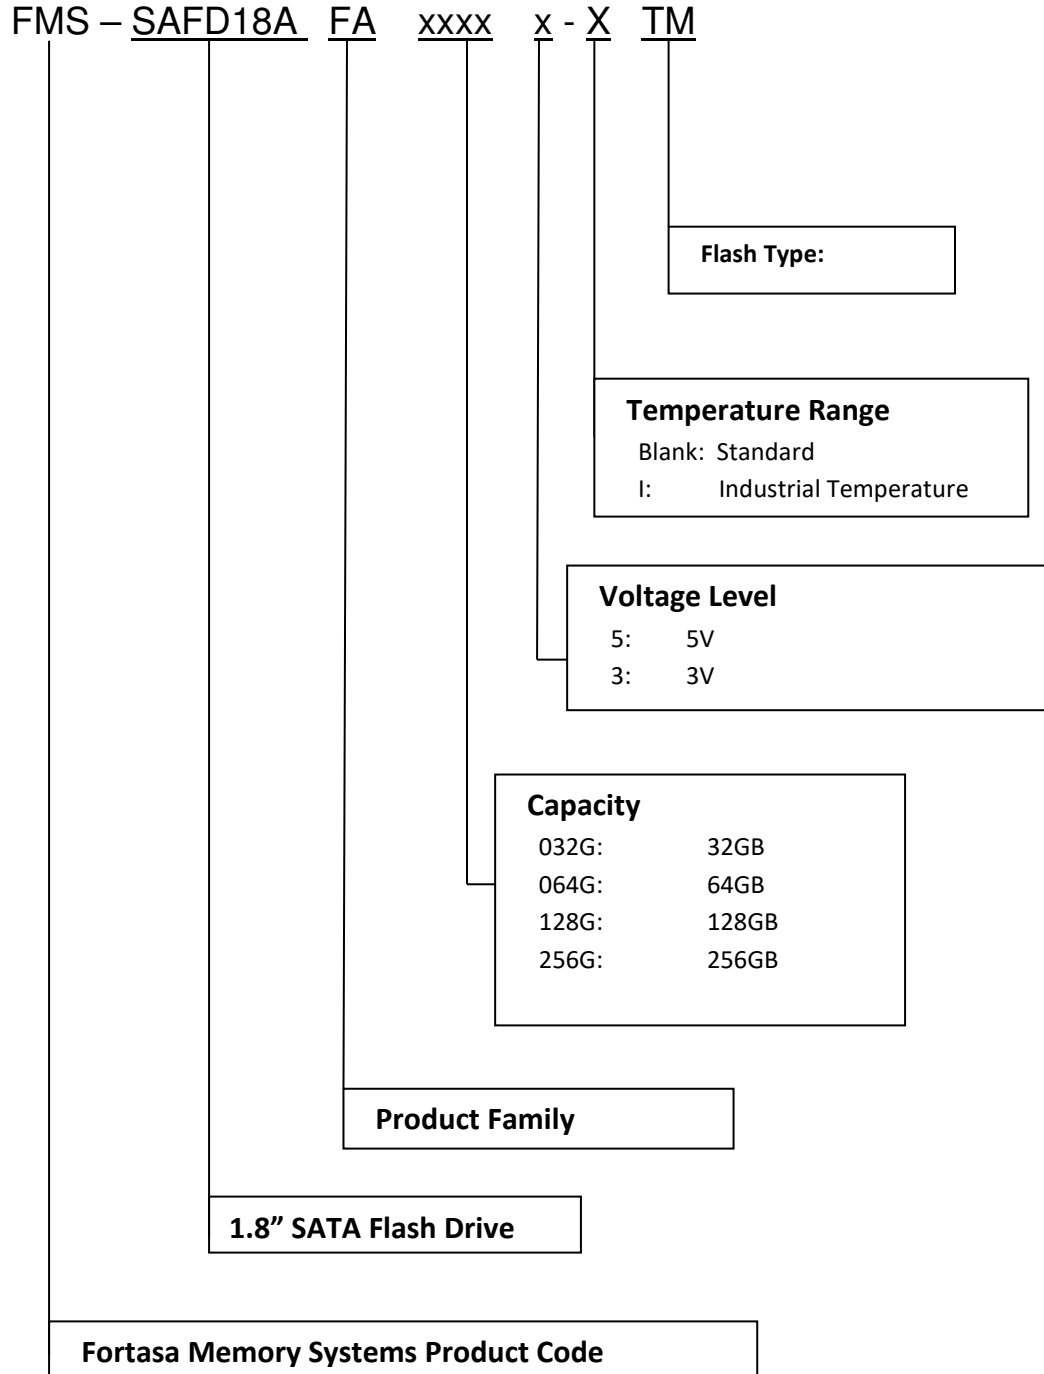 FMS – SAFD18A FA xxxx x - X TM
Flash Type:
Temperature Range
Blank: Standard
I: Industrial Temperature
Voltage Level
5: 5V
3: 3V
Capacity
032G: 32GB
064G: 64GB
128G: 128GB
256G: 256GB
Product Family
1.8” SATA Flash Drive
Fortasa Memory Systems Product Code